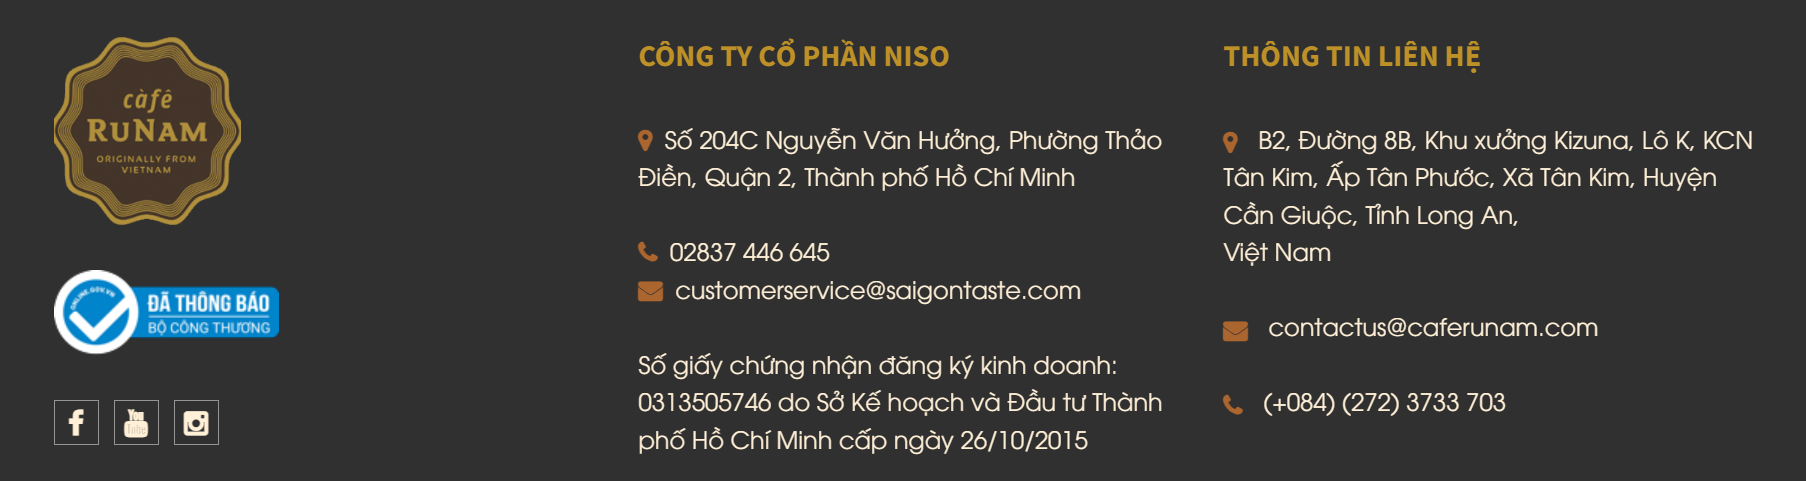 càfê
RUNAM
ORIGINALLY FROM
VIETNAM
ONLINE.GOV.VN
ĐÃ THÔNG BÁO
BỘ CÔNG THƯƠNG
f
You
Tube
CÔNG TY CỔ PHẦN NISO
Số 204C Nguyễn Văn Hưởng, Phường Thảo
Điền, Quận 2, Thành phố Hồ Chí Minh
02837 446 645
customerservice@saigontaste.com
Số giấy chứng nhận đăng ký kinh doanh:
0313505746 do Sở Kế hoạch và Đầu tư Thành
phố Hồ Chí Minh cấp ngày 26/10/2015
THÔNG TIN LIÊN HỆ
B2, Đường 8B, Khu xưởng Kizuna, Lô K, KCN
Tân Kim, Ấp Tân Phước, Xã Tân Kim, Huyện
Cần Giuộc, Tỉnh Long An,
Việt Nam
contactus@caferunam.com
(+084) (272) 3733 703